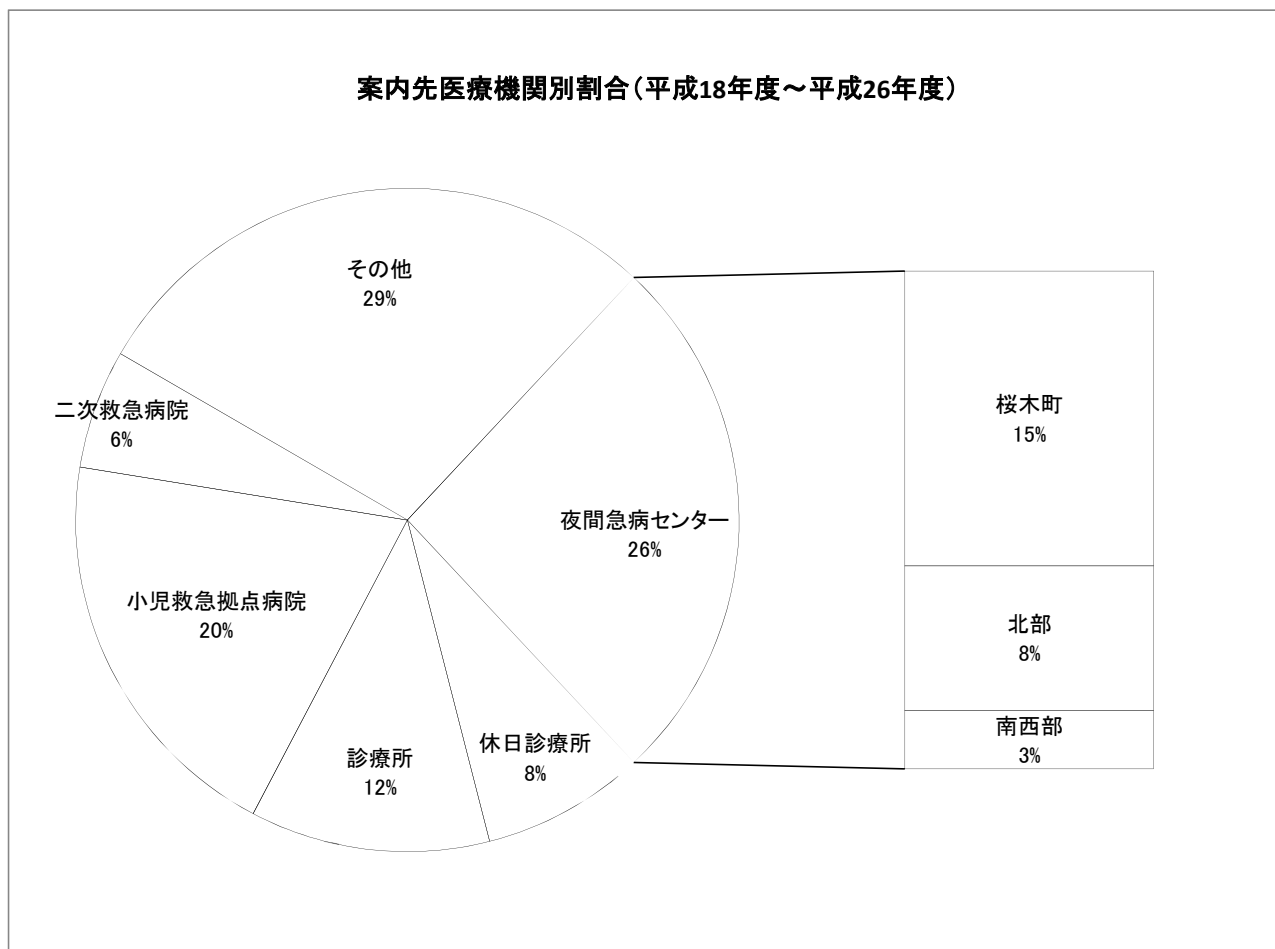 案内先医療機関別割合（平成18年度～平成26年度）
その他
29%
二次救急病院
6%
小児救急拠点病院
20%
診療所
12%
休日診療所
8%
夜間急病センター
26%
桜木町
15%
北部
8%
南西部
3%